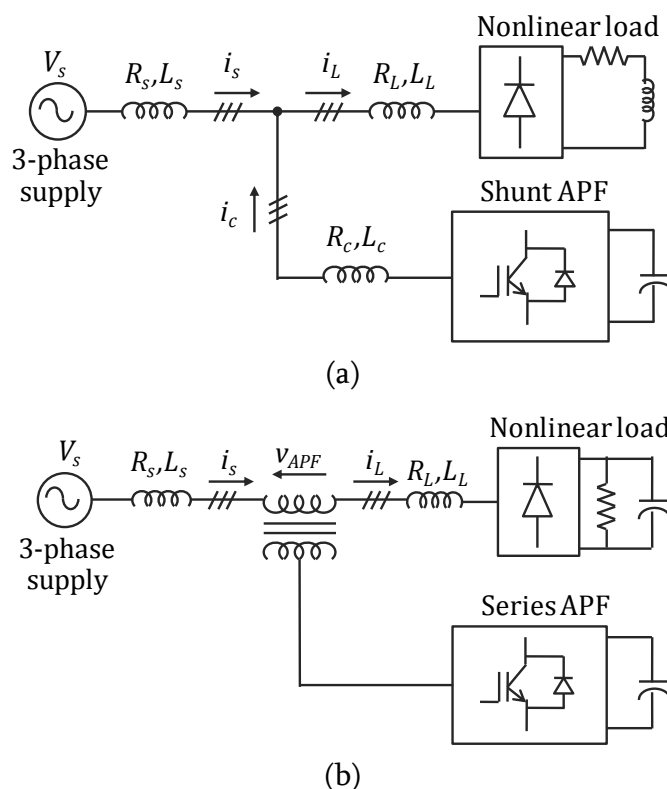 Nonlinear load
V_s
R_s,L_s
i_s
i_L
R_L,L_L
3-phase
supply
Shunt APF
i_c
R_c,L_c
(a)
Nonlinear load
V_s
R_s,L_s
i_s
v_APF
i_L
R_L,L_L
3-phase
supply
Series APF
(b)